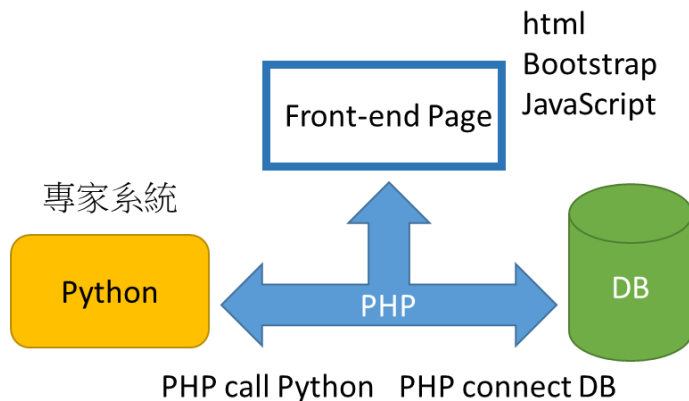 html
Bootstrap
JavaScript
Front-end Page
專家系統
Python
PHP
DB
PHP call Python PHP connect DB